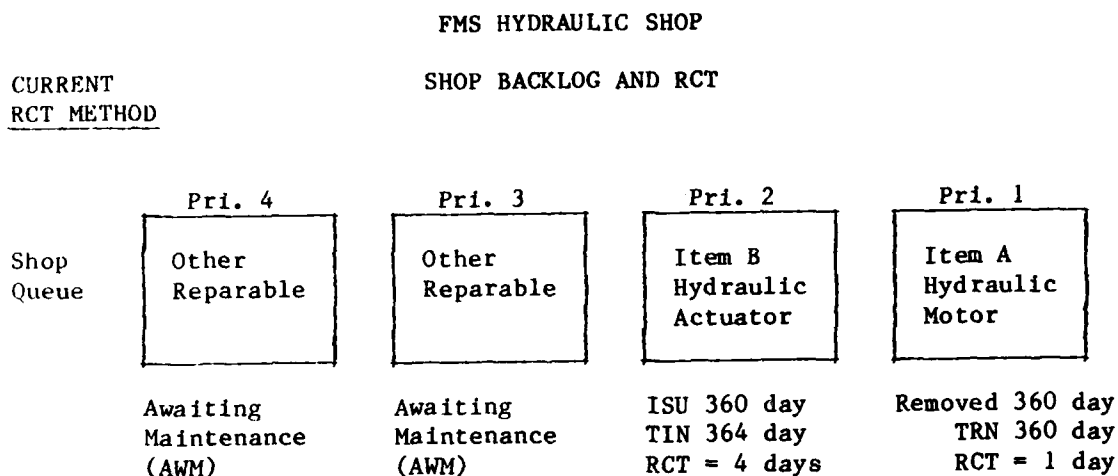 FMS HYDRAULIC SHOP
CURRENT
RCT METHOD
SHOP BACKLOG AND RCT
Pri. 4
Pri. 3
Pri. 2
Pri. 1
Shop
Queue
Other
Reparable
Other
Reparable
Item B
Hydraulic
Actuator
Item A
Hydraulic
Motor
Awaiting
Maintenance
(AWM)
Awaiting
Maintenance
(AWM)
ISU 360 day
TIN 364 day
RCT = 4 days
Removed 360 day
TRN 360 day
RCT = 1 day